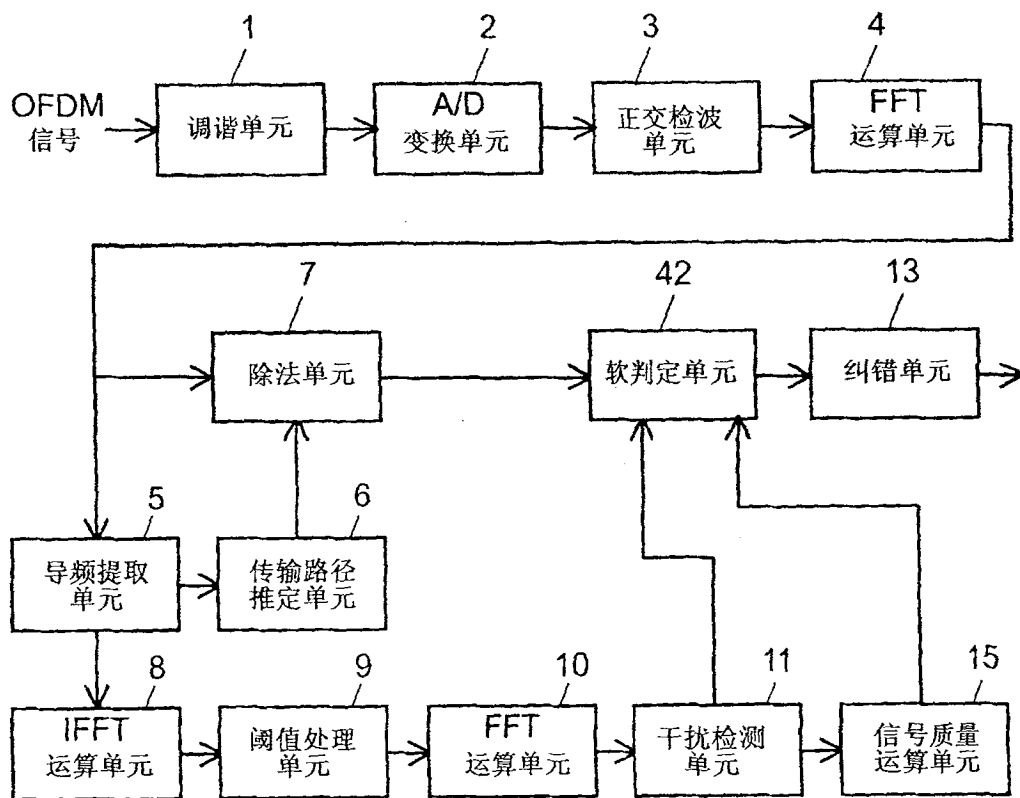 1
2
3
4
OFDM
信号
调谐单元
A/D
变换单元
正交检波
单元
FFT
运算单元
7
42
13
除法单元
软判定单元
纠错单元
5
6
导频提取
单元
传输路径
推定单元
8
9
10
11
15
IFFT
运算单元
阈值处理
单元
FFT
运算单元
干扰检测
单元
信号质量
运算单元